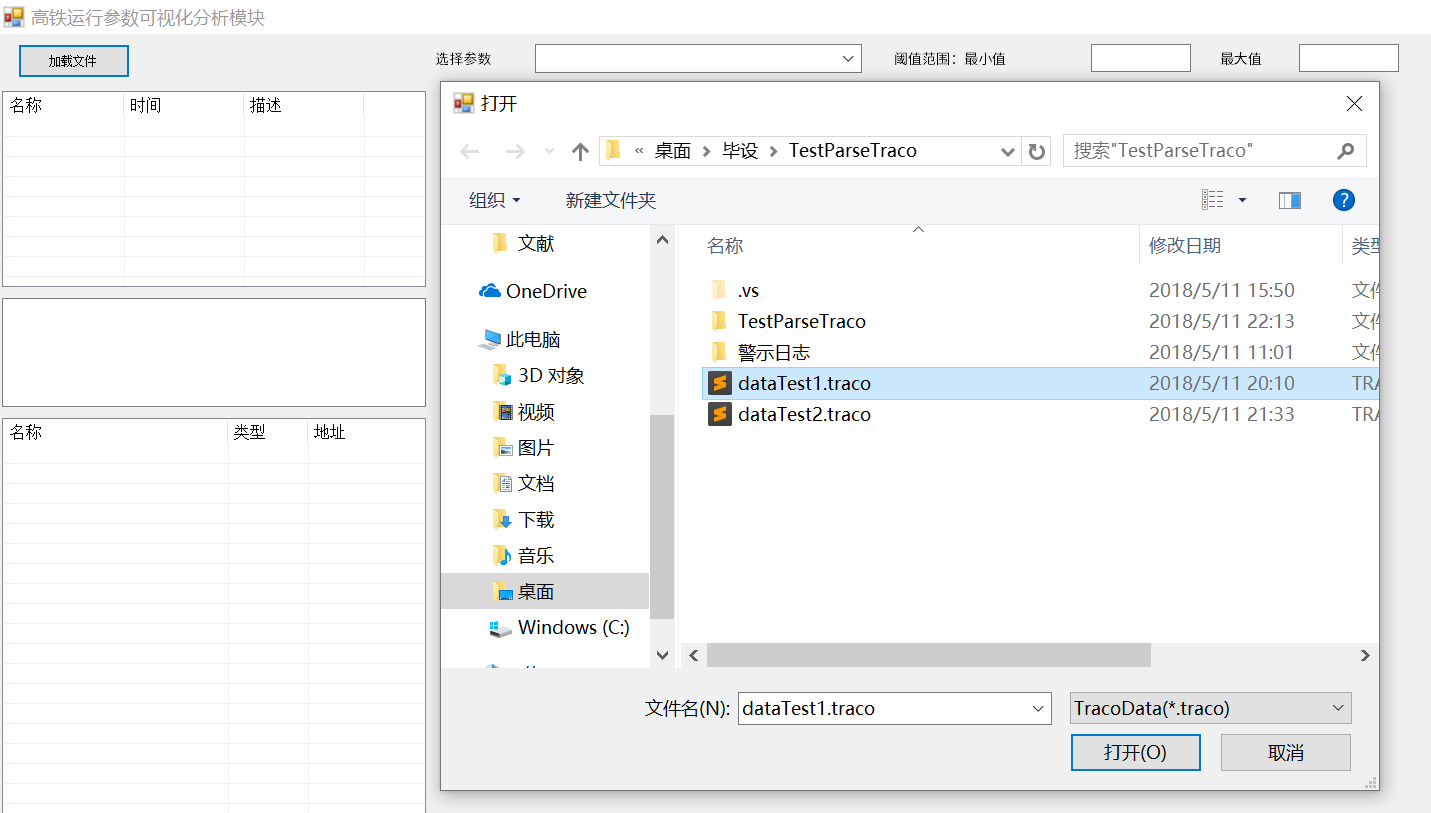 高铁运行参数可视化分析模块
加载文件 选择参数 阈值范围：最小值 最大值
名称 时间 描述
打开
« 桌面 > 毕设 > TestParseTraco 搜索"TestParseTraco"
组织 新建文件夹
名称 修改日期 类型
文献
OneDrive
此电脑
3D 对象
视频
图片
文档
下载
音乐
桌面
Windows (C:)
.vs 2018/5/11 15:50 文件
TestParseTraco 2018/5/11 22:13 文件
警示日志 2018/5/11 11:01 文件
dataTest1.traco 2018/5/11 20:10 TRA
dataTest2.traco 2018/5/11 21:33 TRA
名称 类型 地址
文件名(N): dataTest1.traco TracoData(*.traco)
打开(O) 取消